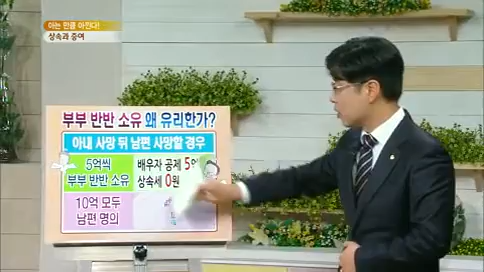 아는 만큼 아낀다!
상속과 증여
부부 반반 소유 왜 유리한가?
아내 사망 뒤 남편 사망할 경우
5억씩
부부 반반 소유
배우자 공제 5억
상속세 0원
10억 모두
남편 명의